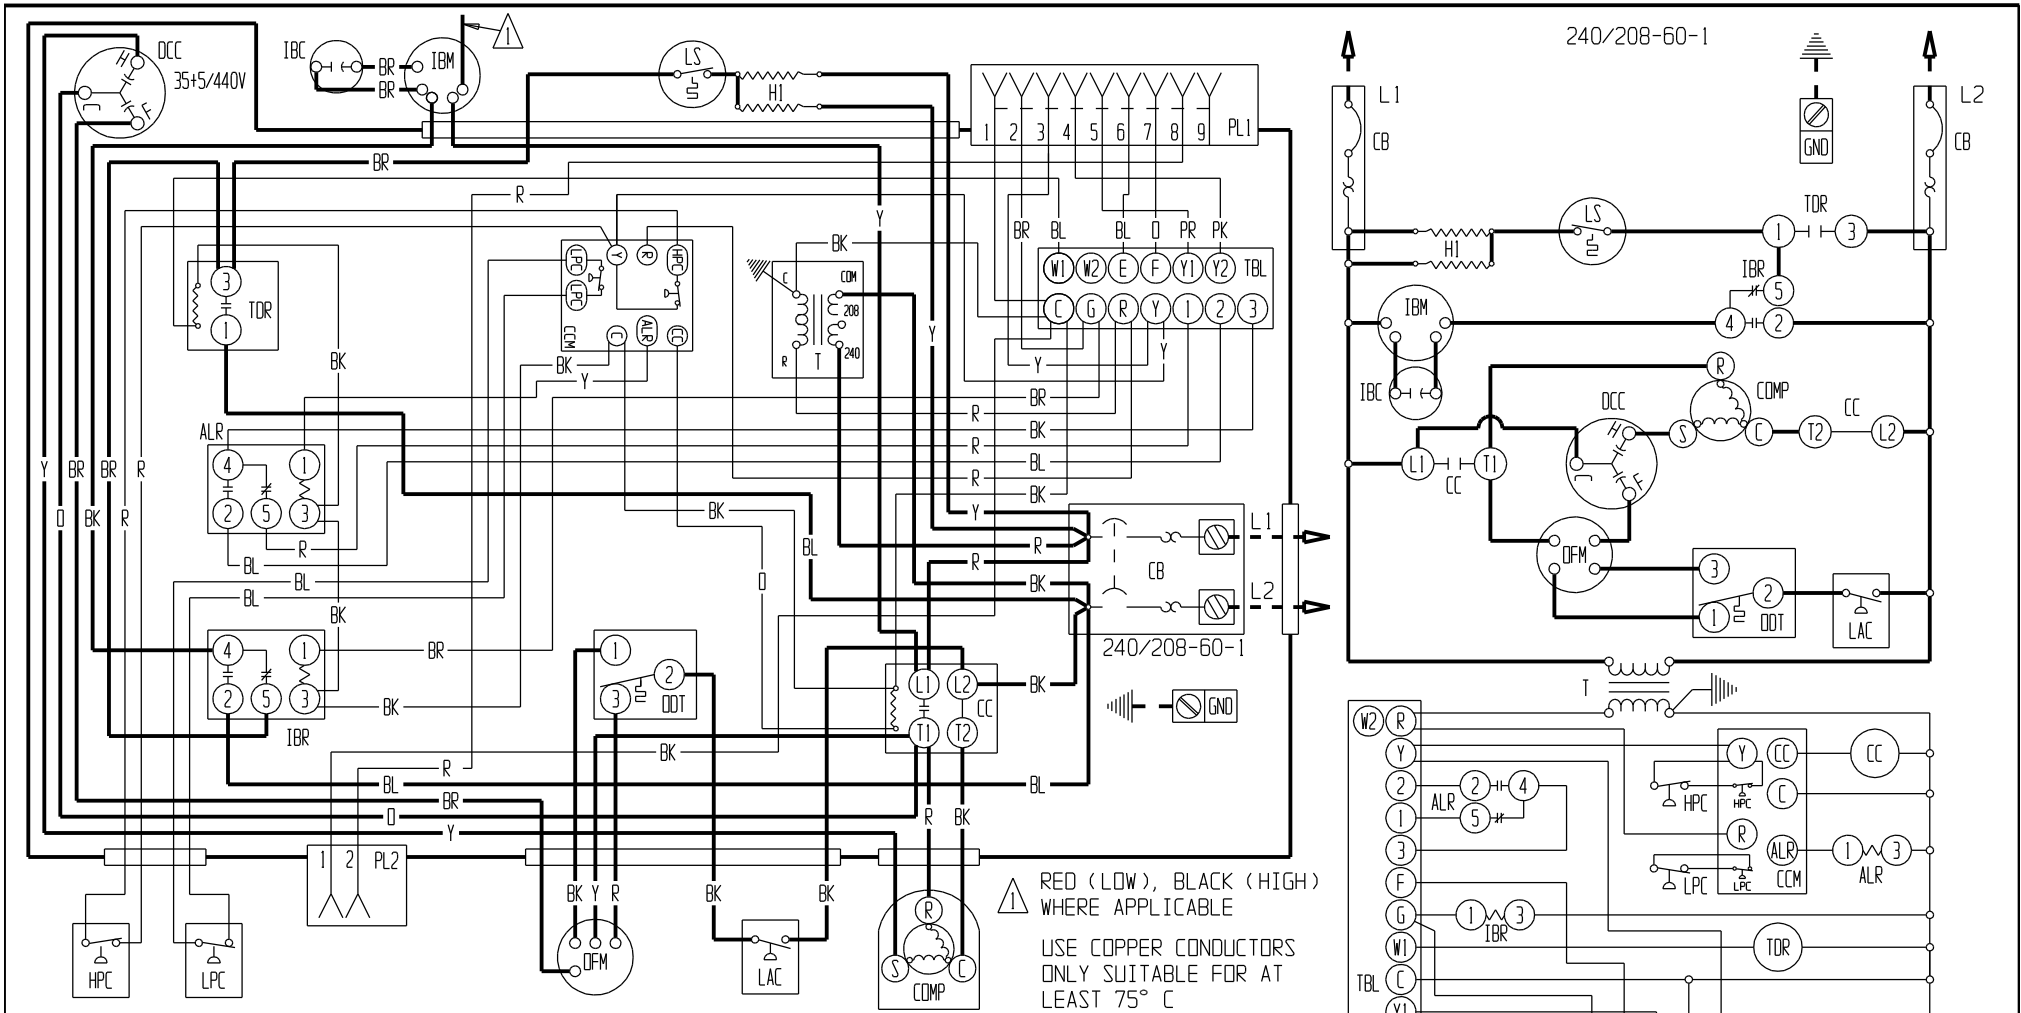 DCC
35+5/440V
H
C
F
IBC
BR
BR
IBM
1
LS
H1
1 2 3 4 5 6 7 8 9 PL1
BR
R
Y
BR BL BL O PR PK
W1 W2 E F Y1 Y2 TBL
C G R Y 1 2 3
LPC
LPC
Y
R
HPC
C
ALR
CC
CCM
BK
C
COM
208
240
R
T
3
1
TDR
BK
BK
Y
Y
Y
Y
BR
R
BK
R
BL
R
BK
ALR
4 1
2 5 3
Y BR BR R
O BK R
R
BL
BL
BL
BK
BK
BL
O
Y
R
R
BK
CB
L1
L2
240/208-60-1
4 1
2 5 3
IBR
BR
BK
1
2
3
ODT
L1 L2
T1 T2
CC
BK
GND
BK
R
BL
BL
BR
O
Y
R BK
1 2 PL2
BK Y R
BK
BK
HPC
LPC
OFM
LAC
R
S
C
COMP
1
RED (LOW), BLACK (HIGH)
WHERE APPLICABLE
USE COPPER CONDUCTORS
ONLY SUITABLE FOR AT
LEAST 75° C
240/208-60-1
L1
CB
GND
L2
CB
H1
LS
TDR
1 3
IBR
5
4 2
IBM
IBC
R
COMP
S
C
CC
T2 L2
DCC
H
C
F
L1 T1
CC
OFM
3
2
1
ODT
LAC
T
W2 R
Y
2
1
3
F
G
W1
TBL C
Y1
ALR
2 4
5
HPC
HPC
LPC
LPC
Y CC
C
R
ALR
CCM
CC
1 3
ALR
1 3
IBR
TDR